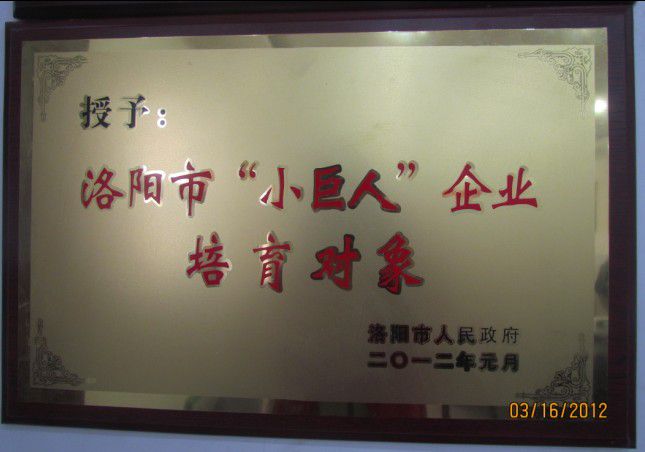 授予：
洛阳市“小巨人”企业
培育对象
洛阳市人民政府
二〇一二年元月
03/16/2012